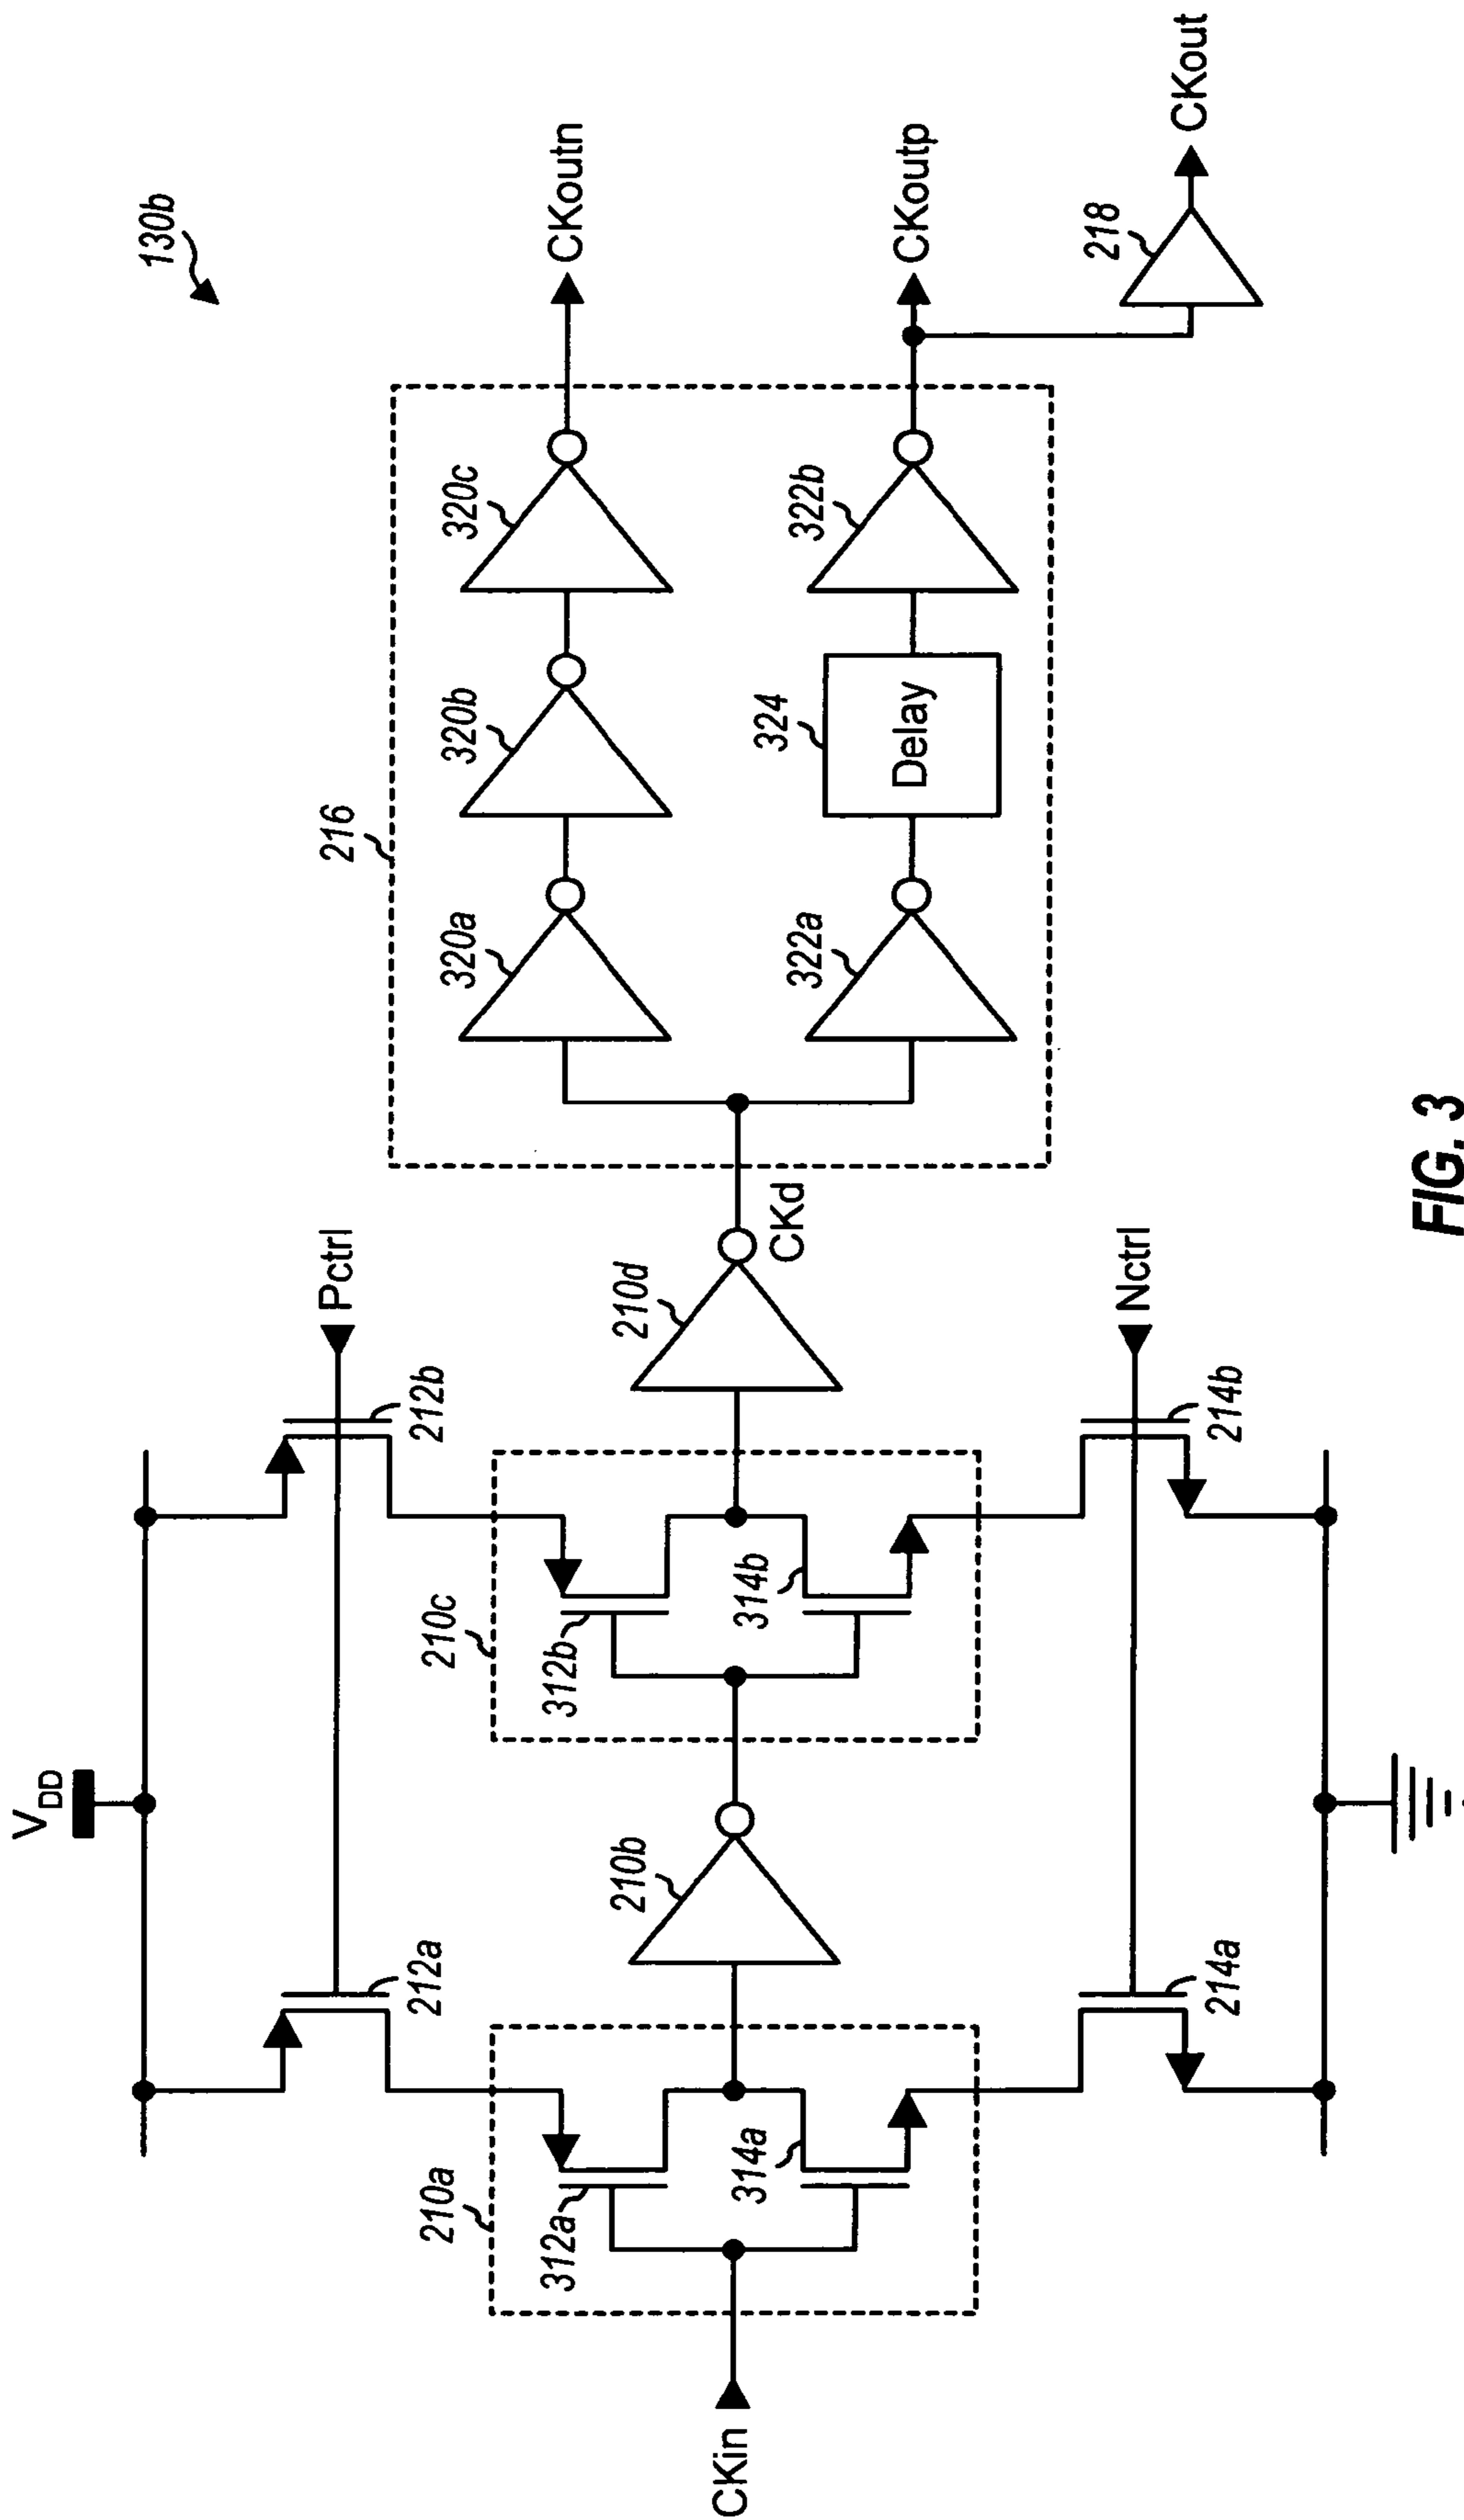 130b
V_DD
Pctrl
212a
212b
216
320a
320b
320c
CKoutn
210a
210c
312a
312b
210b
210d
CKin
CKd
314a
314b
322a
324
Delay
322b
CKoutp
218
CKout
214a
214b
Nctrl
FIG. 3